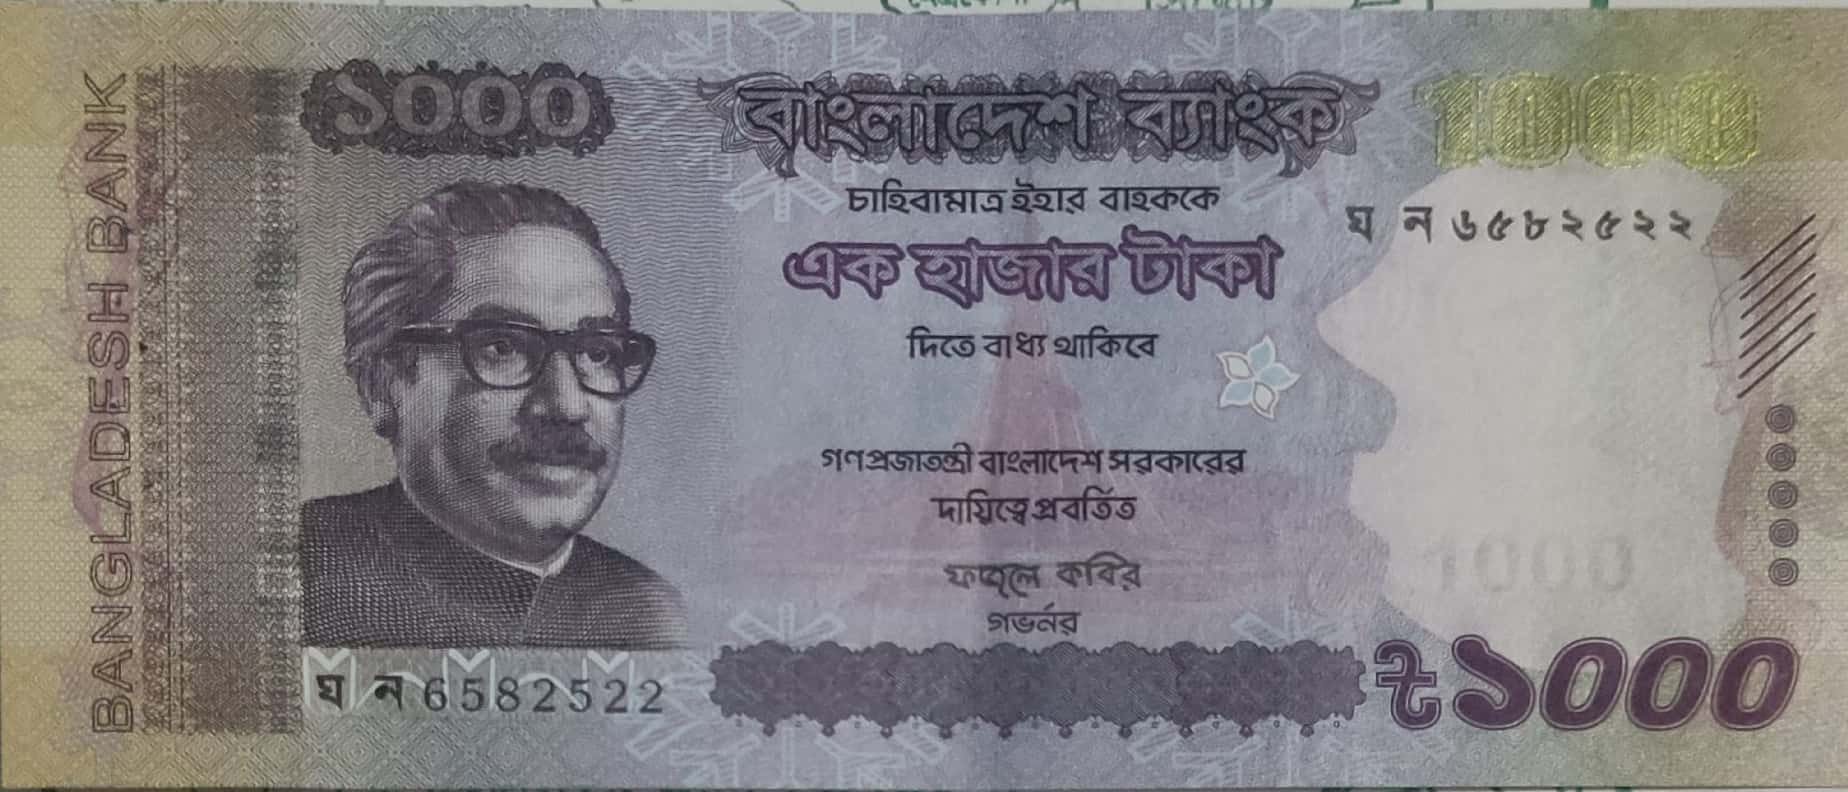 ১০০০
বাংলাদেশ ব্যাংক
1000
BANGLADESH BANK
চাহিবামাত্র ইহার বাহককে
ঘ ন ৬৫৮২৫২২
এক হাজার টাকা
দিতে বাধ্য থাকিবে
গণপ্রজাতন্ত্রী বাংলাদেশ সরকারের
দায়িত্বে প্রবর্তিত
ফজলে কবির
গভর্নর
1000
ঘ ন 6582522
৳১০০০